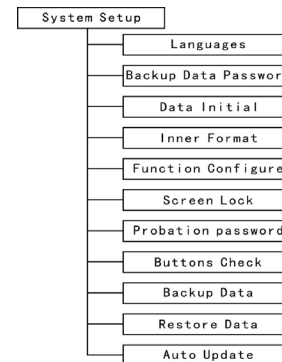 System Setup
Languages
Backup Data Passwor
Data Initial
Inner Format
Function Configure
Screen Lock
Probation password
Buttons Check
Backup Data
Restore Data
Auto Update